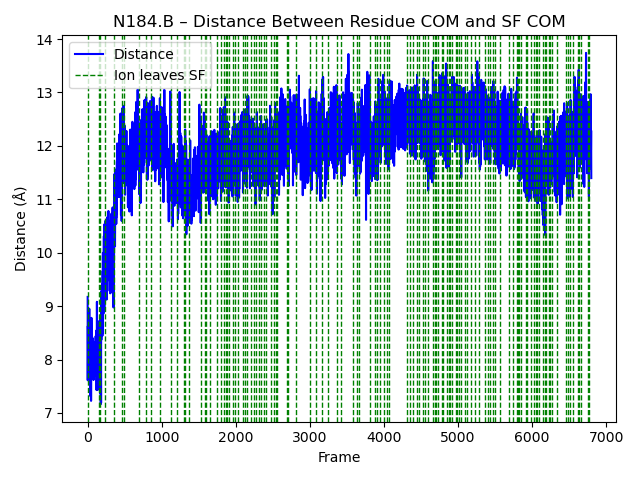 N184.B – Distance Between Residue COM and SF COM
Distance (Å)
14
13
12
11
10
9
8
7
Distance
Ion leaves SF
0 1000 2000 3000 4000 5000 6000 7000
Frame